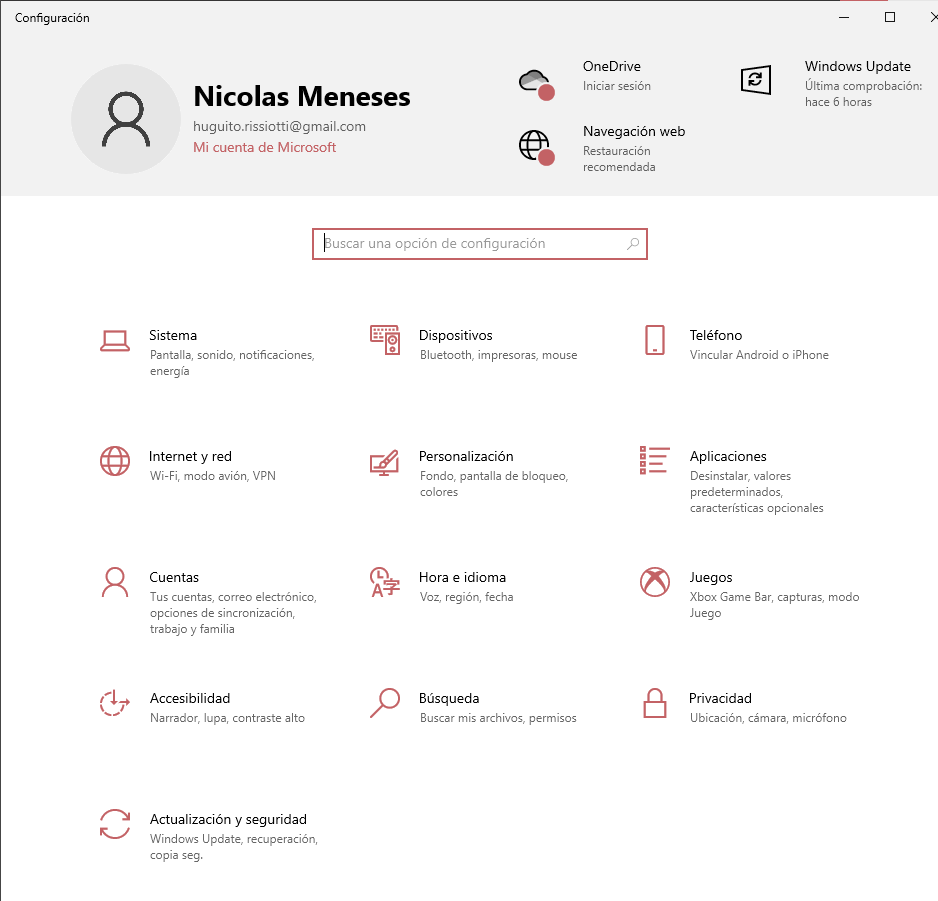 Configuración
Nicolas Meneses
huguito.rissiotti@gmail.com
Mi cuenta de Microsoft
OneDrive
Iniciar sesión
Navegación web
Restauración
recomendada
Windows Update
Última comprobación:
hace 6 horas
Buscar una opción de configuración
Sistema
Pantalla, sonido, notificaciones,
energía
Dispositivos
Bluetooth, impresoras, mouse
Teléfono
Vincular Android o iPhone
Internet y red
Wi-Fi, modo avión, VPN
Personalización
Fondo, pantalla de bloqueo,
colores
Aplicaciones
Desinstalar, valores
predeterminados,
características opcionales
Cuentas
Tus cuentas, correo electrónico,
opciones de sincronización,
trabajo y familia
Hora e idioma
Voz, región, fecha
Juegos
Xbox Game Bar, capturas, modo
Juego
Accesibilidad
Narrador, lupa, contraste alto
Búsqueda
Buscar mis archivos, permisos
Privacidad
Ubicación, cámara, micrófono
Actualización y seguridad
Windows Update, recuperación,
copia seg.